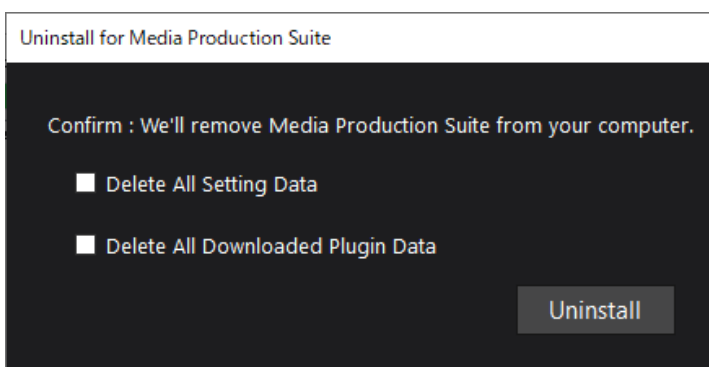 Uninstall for Media Production Suite
Confirm : We'll remove Media Production Suite from your computer.
Delete All Setting Data
Delete All Downloaded Plugin Data
Uninstall